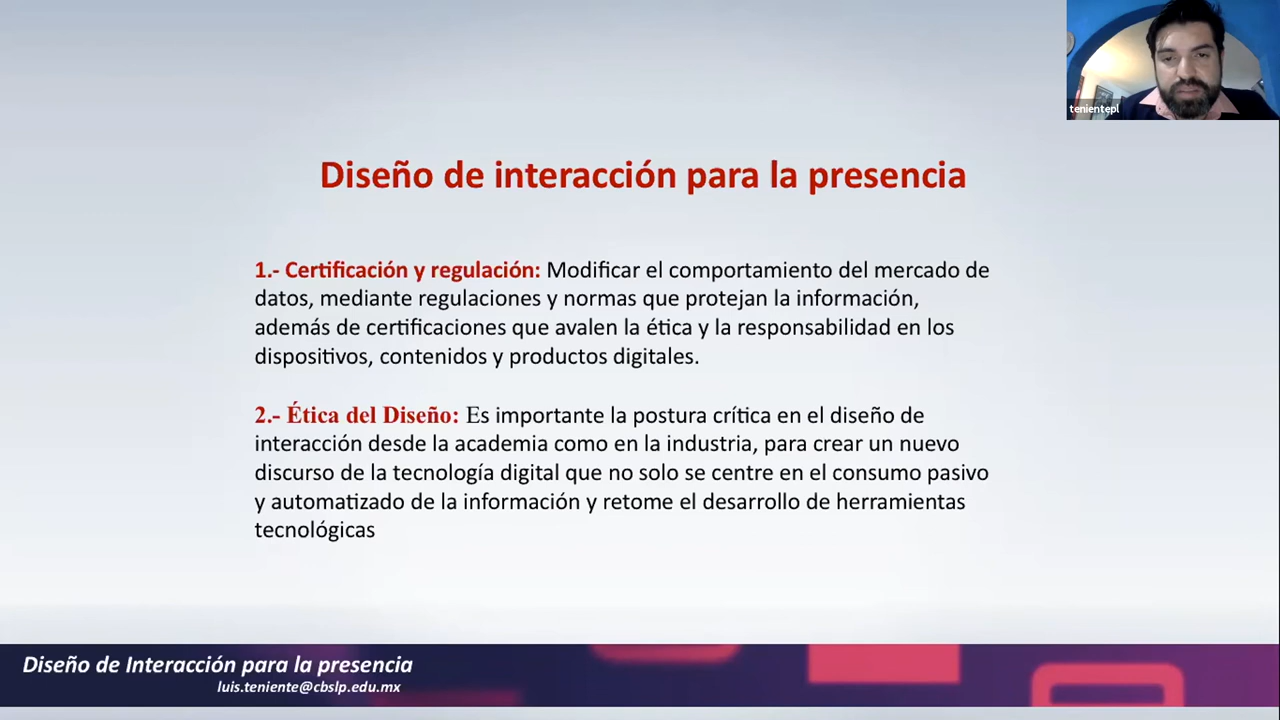 tenientepl
Diseño de interacción para la presencia
1.- Certificación y regulación: Modificar el comportamiento del mercado de
datos, mediante regulaciones y normas que protejan la información,
además de certificaciones que avalen la ética y la responsabilidad en los
dispositivos, contenidos y productos digitales.
2.- Ética del Diseño: Es importante la postura crítica en el diseño de
interacción desde la academia como en la industria, para crear un nuevo
discurso de la tecnología digital que no solo se centre en el consumo pasivo
y automatizado de la información y retome el desarrollo de herramientas
tecnológicas
Diseño de Interacción para la presencia
luis.teniente@cbslp.edu.mx